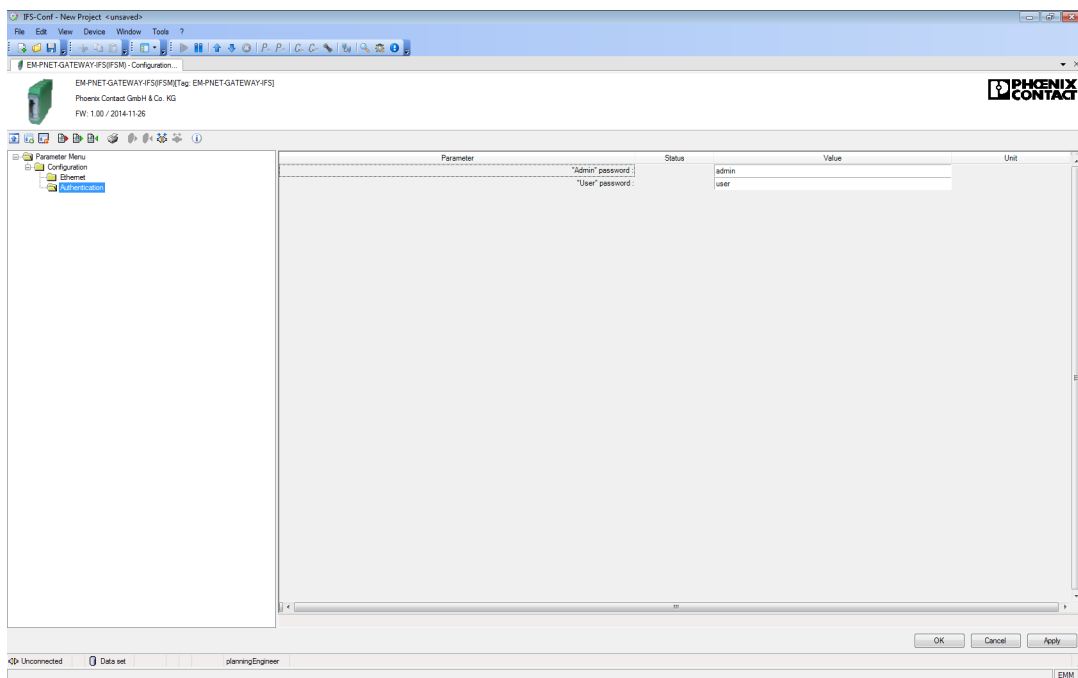 IFS-Conf - New Project <unsaved>
File Edit View Device Window Tools ?
EM-PNET-GATEWAY-IFS(IFSM) - Configuration...
EM-PNET-GATEWAY-IFS(IFSM)[Tag: EM-PNET-GATEWAY-IFS]
Phoenix Contact GmbH & Co. KG
FW: 1.00 / 2014-11-26
PHŒNIX
CONTACT
Parameter Menu
Configuration
Ethernet
Authentication
Parameter Status Value Unit
"Admin" password : admin
"User" password : user
OK Cancel Apply
Unconnected Data set planningEngineer
EMM